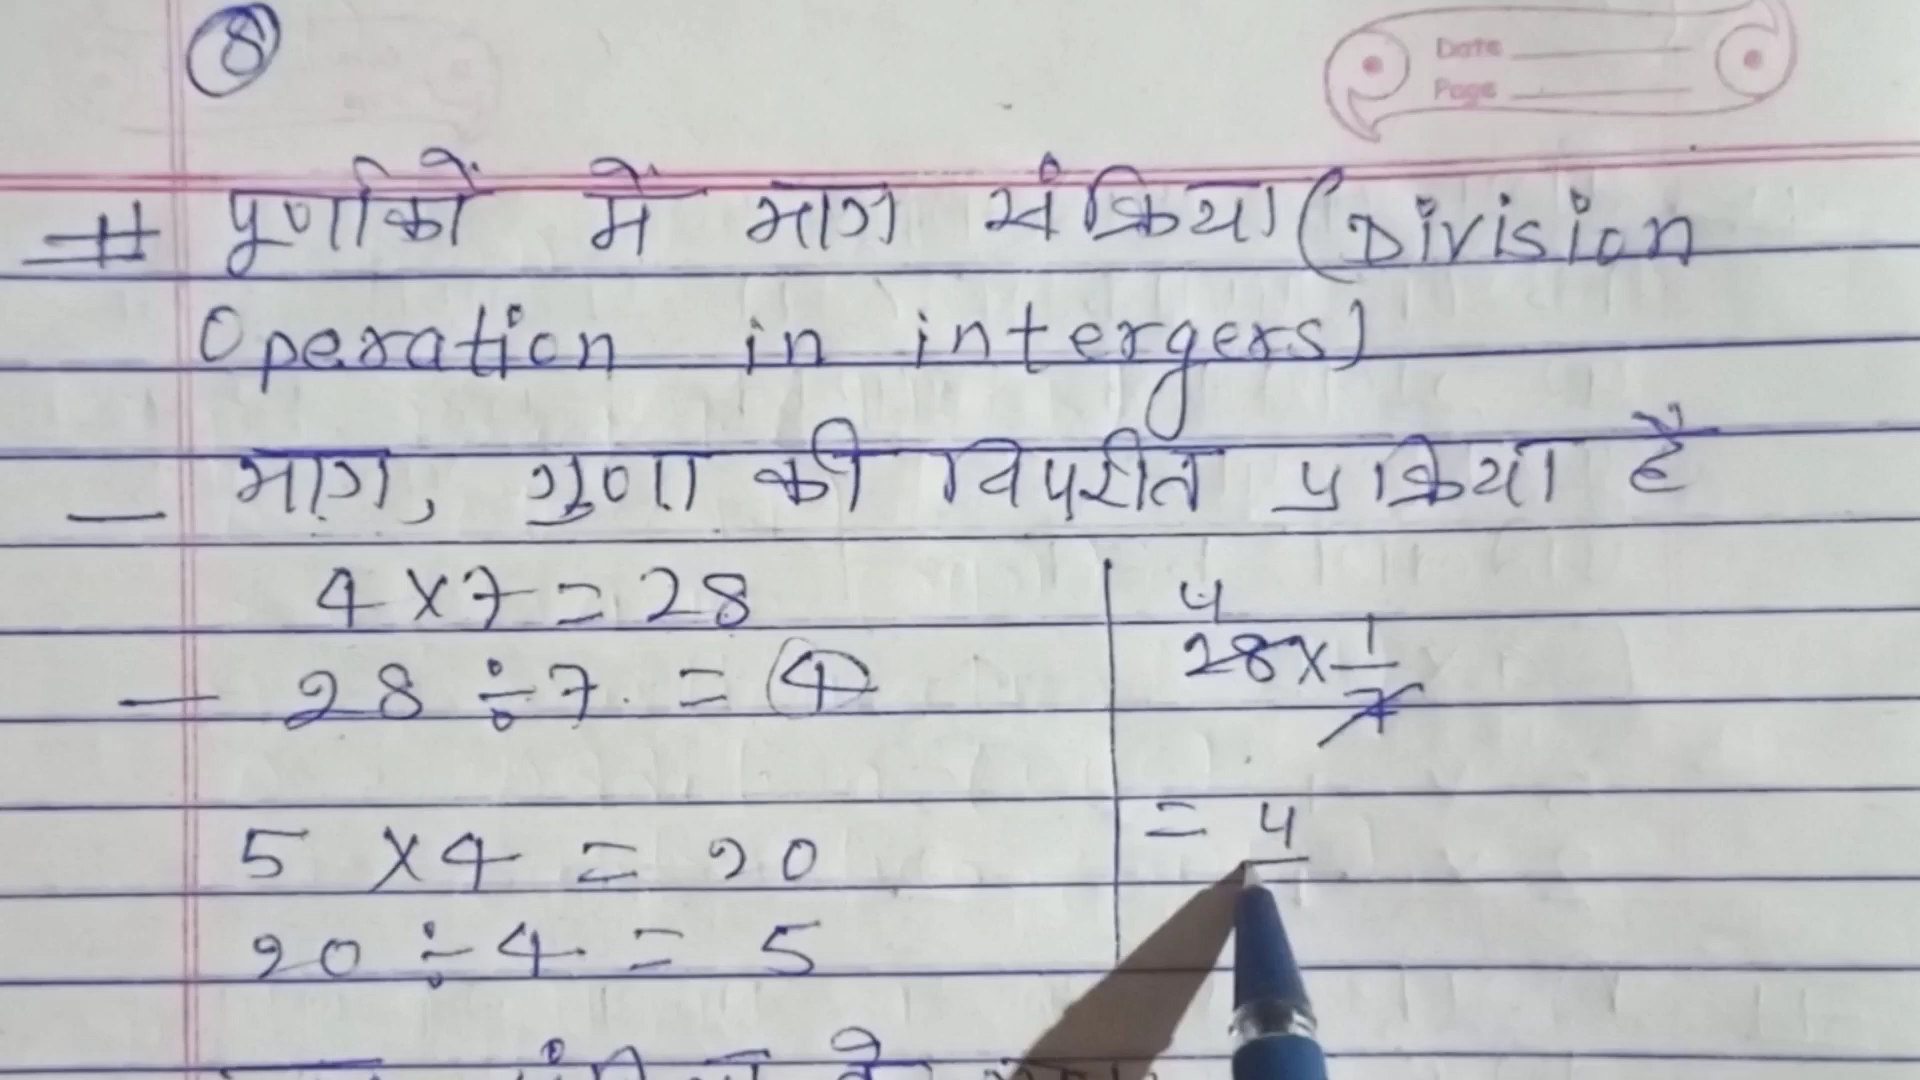 8
Date
Page
# पूर्णांकों में भाग संक्रिया (Division
Operation in intergers)
– भाग, गुणा की विपरीत प्रक्रिया है
4 × 7 = 28
– 28 ÷ 7 = 4
5 × 4 = 20
20 ÷ 4 = 5
4
28 × 1
7
= 4